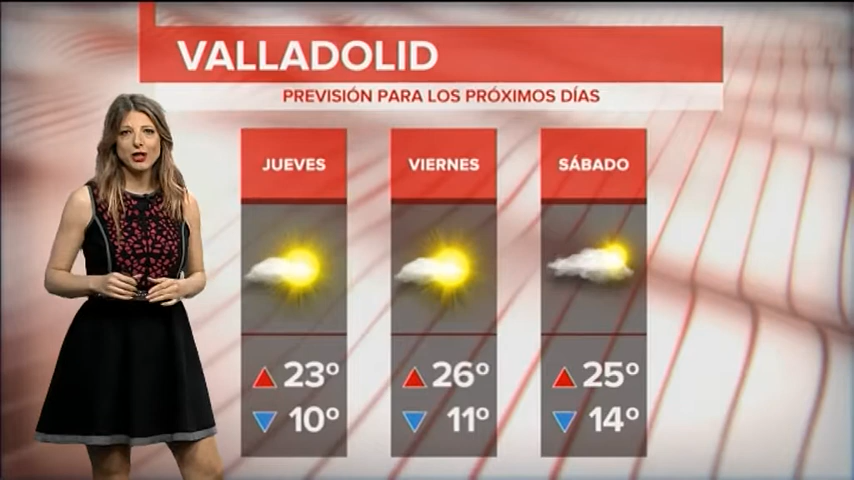 VALLADOLID
PREVISIÓN PARA LOS PRÓXIMOS DÍAS
JUEVES VIERNES SÁBADO
23º 26º 25º
10º 11º 14º